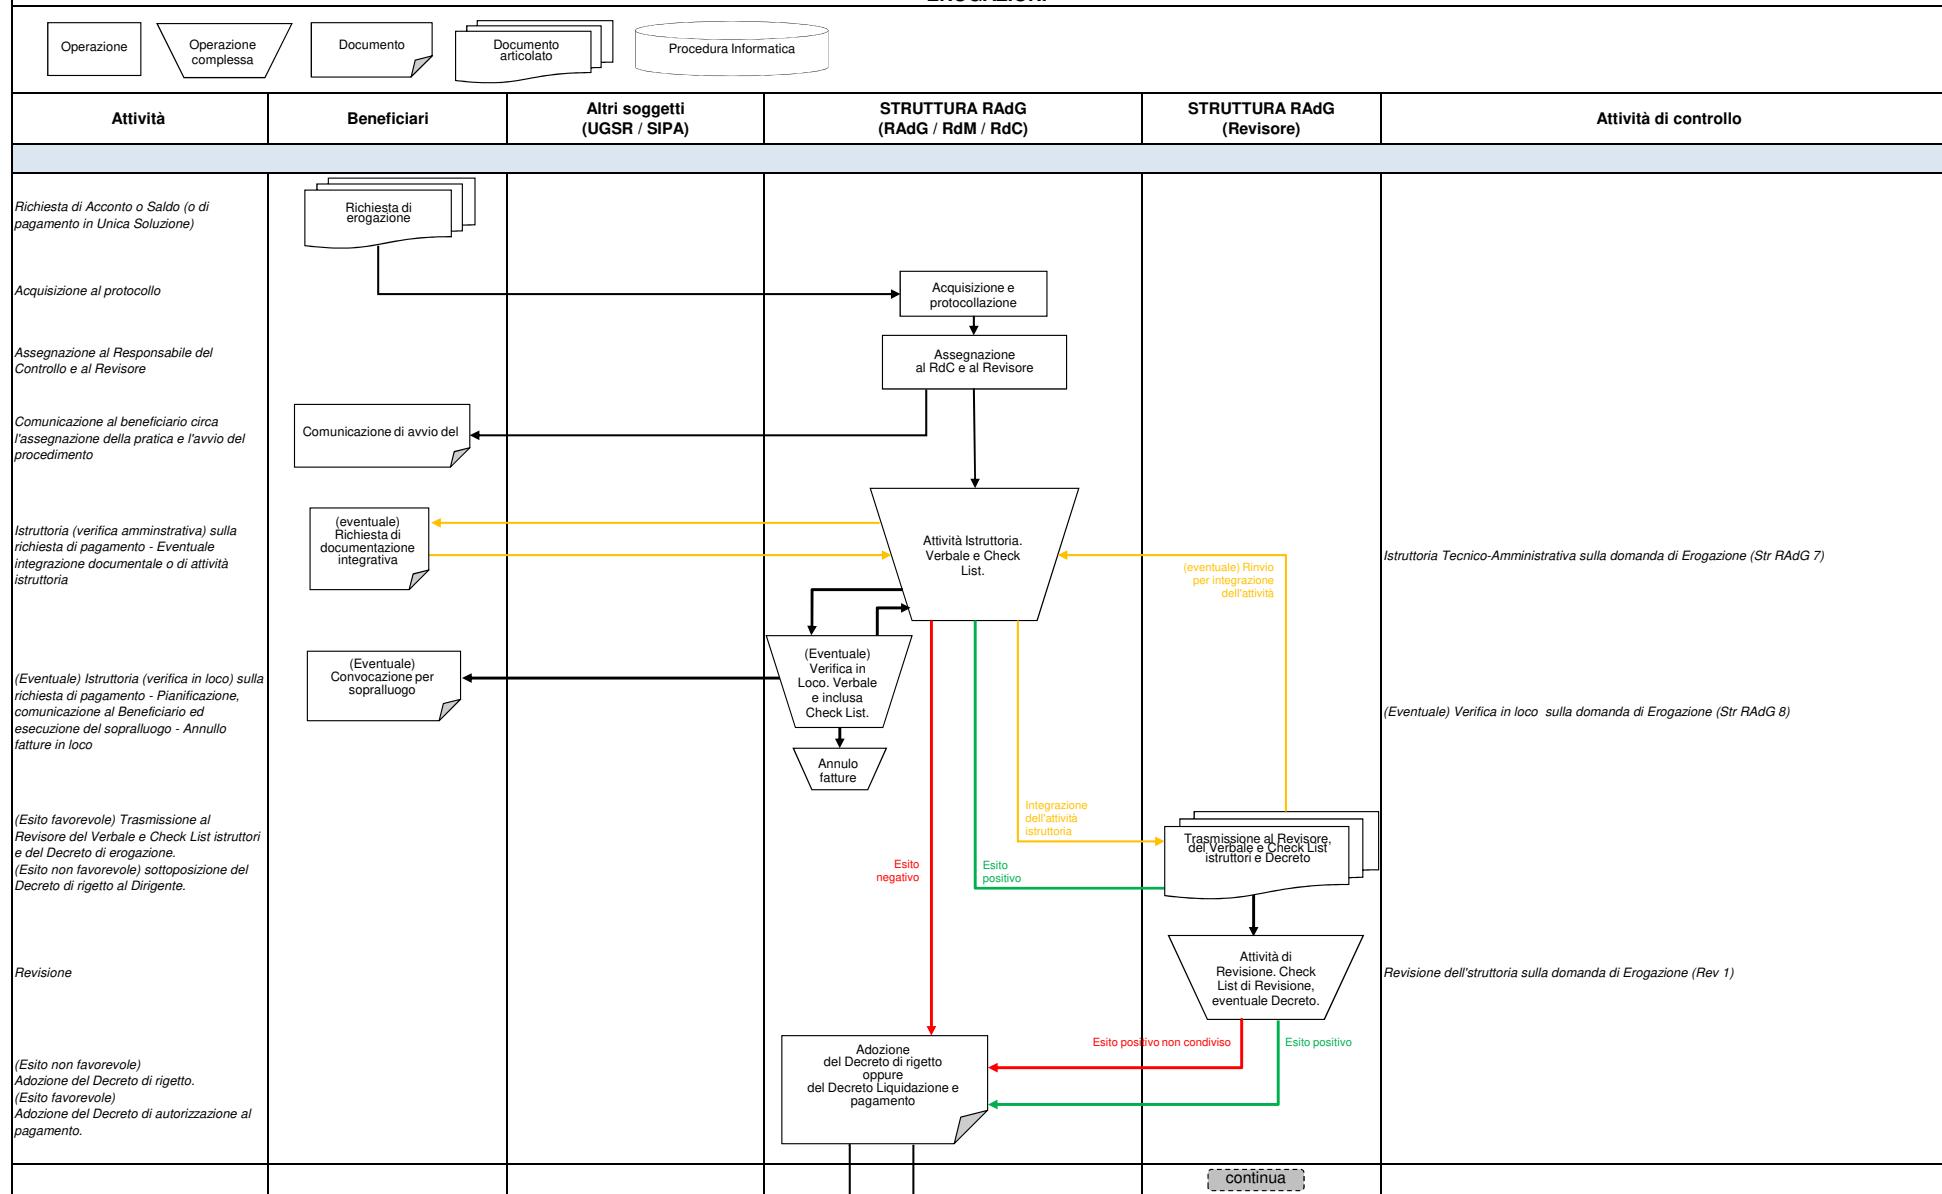 EROGAZIONI
Operazione
Operazione
complessa
Documento
Documento
articolato
Procedura Informatica
Attività
Beneficiari
Altri soggetti
(UGSR / SIPA)
STRUTTURA RAdG
(RAdG / RdM / RdC)
STRUTTURA RAdG
(Revisore)
Attività di controllo
Richiesta di Acconto o Saldo (o di
pagamento in Unica Soluzione)
Richiesta di
erogazione
Acquisizione al protocollo
Acquisizione e
protocollazione
Assegnazione al Responsabile del
Controllo e al Revisore
Assegnazione
al RdC e al Revisore
Comunicazione al beneficiario circa
l'assegnazione della pratica e l'avvio del
procedimento
Comunicazione di avvio del
Istruttoria (verifica amminstrativa) sulla
richiesta di pagamento - Eventuale
integrazione documentale o di attività
istruttoria
(eventuale)
Richiesta di
documentazione
integrativa
Attività Istruttoria.
Verbale e Check
List.
(eventuale) Rinvio
per integrazione
dell'attività
Istruttoria Tecnico-Amministrativa sulla domanda di Erogazione (Str RAdG 7)
(Eventuale) Istruttoria (verifica in loco) sulla
richiesta di pagamento - Pianificazione,
comunicazione al Beneficiario ed
esecuzione del sopralluogo - Annullo
fatture in loco
(Eventuale)
Convocazione per
sopralluogo
(Eventuale)
Verifica in
Loco. Verbale
e inclusa
Check List.
Annulo
fatture
(Eventuale) Verifica in loco  sulla domanda di Erogazione (Str RAdG 8)
(Esito favorevole) Trasmissione al
Revisore del Verbale e Check List istruttori
e del Decreto di erogazione.
(Esito non favorevole) sottoposizione del
Decreto di rigetto al Dirigente.
Esito
negativo
Esito
positivo
Integrazione
dell'attività
istruttoria
Trasmissione al Revisore,
del Verbale e Check List
istruttori e Decreto
Revisione
Attività di
Revisione. Check
List di Revisione,
eventuale Decreto.
Revisione dell'struttoria sulla domanda di Erogazione (Rev 1)
Esito positivo non condiviso
Esito positivo
(Esito non favorevole)
Adozione del Decreto di rigetto.
(Esito favorevole)
Adozione del Decreto di autorizzazione al
pagamento.
Adozione
del Decreto di rigetto
oppure
del Decreto Liquidazione e
pagamento
continua